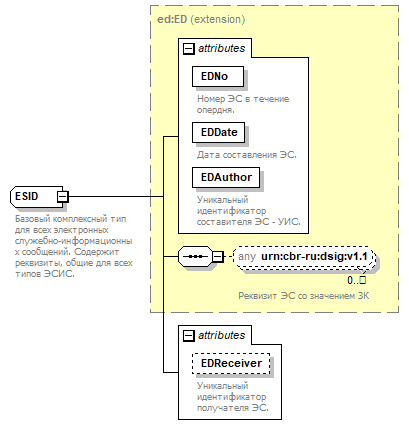 ed:ED (extension)
attributes
EDNo
Номер ЭС в течение
опердня.
EDDate
Дата составления ЭС.
EDAuthor
Уникальный
идентификатор
составителя ЭС - УИС.
ESID
Базовый комплексный тип
для всех электронных
служебно-информационны
х сообщений. Содержит
реквизиты, общие для всех
типов ЭСИС.
any urn:cbr-ru:dsig:v1.1
0..□
Реквизит ЭС со значением ЗК
attributes
EDReceiver
Уникальный
идентификатор
получателя ЭС.